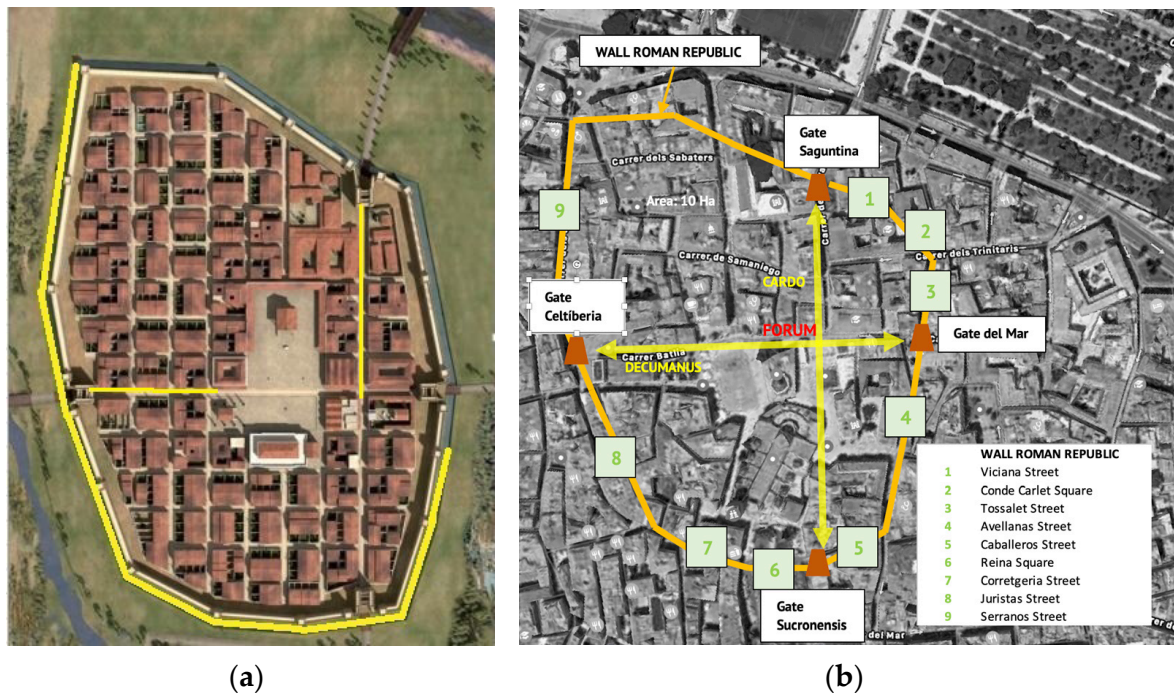 WALL ROMAN REPUBLIC
Gate
Saguntina
Carrer dels Sabaters
Area: 10 Ha
1
9
2
Carrer dels Trinitaris
Carrer de Samaniego
CARDO
3
Gate
Celtíberia
FORUM
Gate del Mar
Carrer Batlia
DECUMANUS
4
8
7
5
6
Gate
Sucronensis
del Mar
WALL ROMAN REPUBLIC
1 Viciana Street
2 Conde Carlet Square
3 Tossalet Street
4 Avellanas Street
5 Caballeros Street
6 Reina Square
7 Corretgeria Street
8 Juristas Street
9 Serranos Street
(a)
(b)